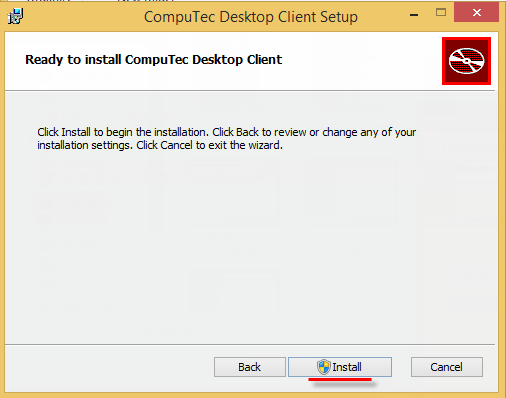 CompuTec Desktop Client Setup
Ready to install CompuTec Desktop Client
Click Install to begin the installation. Click Back to review or change any of your
installation settings. Click Cancel to exit the wizard.
Back
Install
Cancel